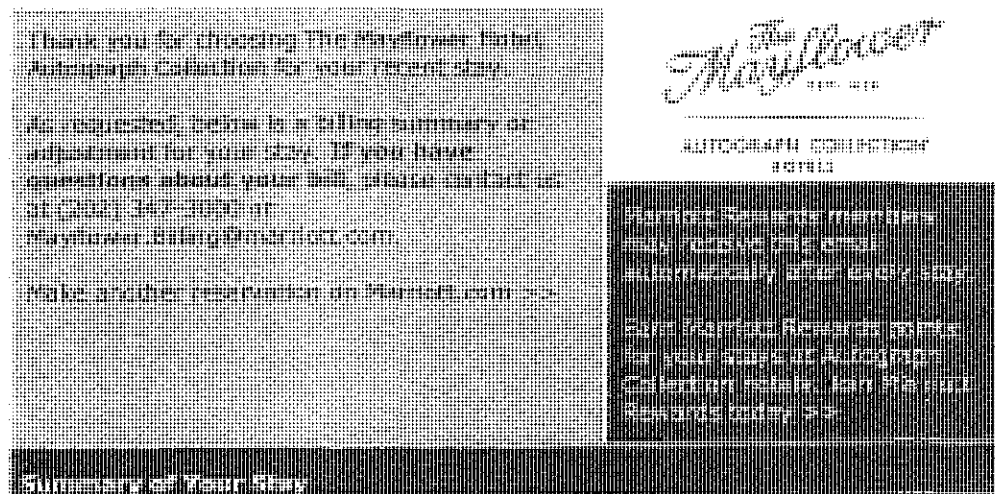 Thank you for choosing The Mayflower Hotel,
Autograph Collection for your recent stay.
As requested, below is a billing summary or
adjustment for your stay. If you have
questions about your bill, please contact us
at (202) 347-3000 or
Mayflower.Billing@marriott.com.
Make another reservation on Marriott.com >>
The
Mayflower
AUTOGRAPH COLLECTION
HOTELS
Marriott Rewards members
may receive this email
automatically after every stay.
Earn Marriott Rewards points
for your stays at Autograph
Collection hotels. Join Marriott
Rewards today >>
Summary of Your Stay